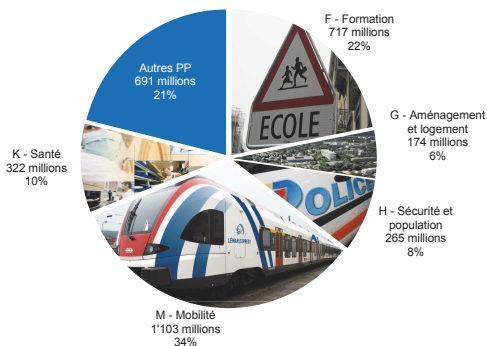 F - Formation
717 millions
22%
Autres PP
691 millions
21%
ECOLE
G - Aménagement
et logement
174 millions
6%
K - Santé
322 millions
10%
POLICE
H - Sécurité et
population
265 millions
8%
LÉMAN EXPRESS
M - Mobilité
1'103 millions
34%